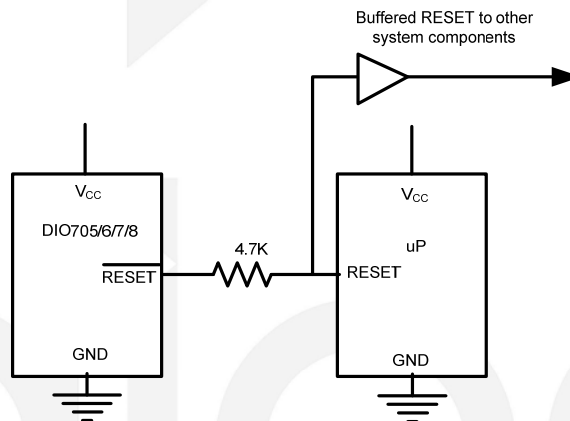 Buffered RESET to other
system components
VCC
DIO705/6/7/8
RESET
GND
4.7K
VCC
uP
RESET
GND